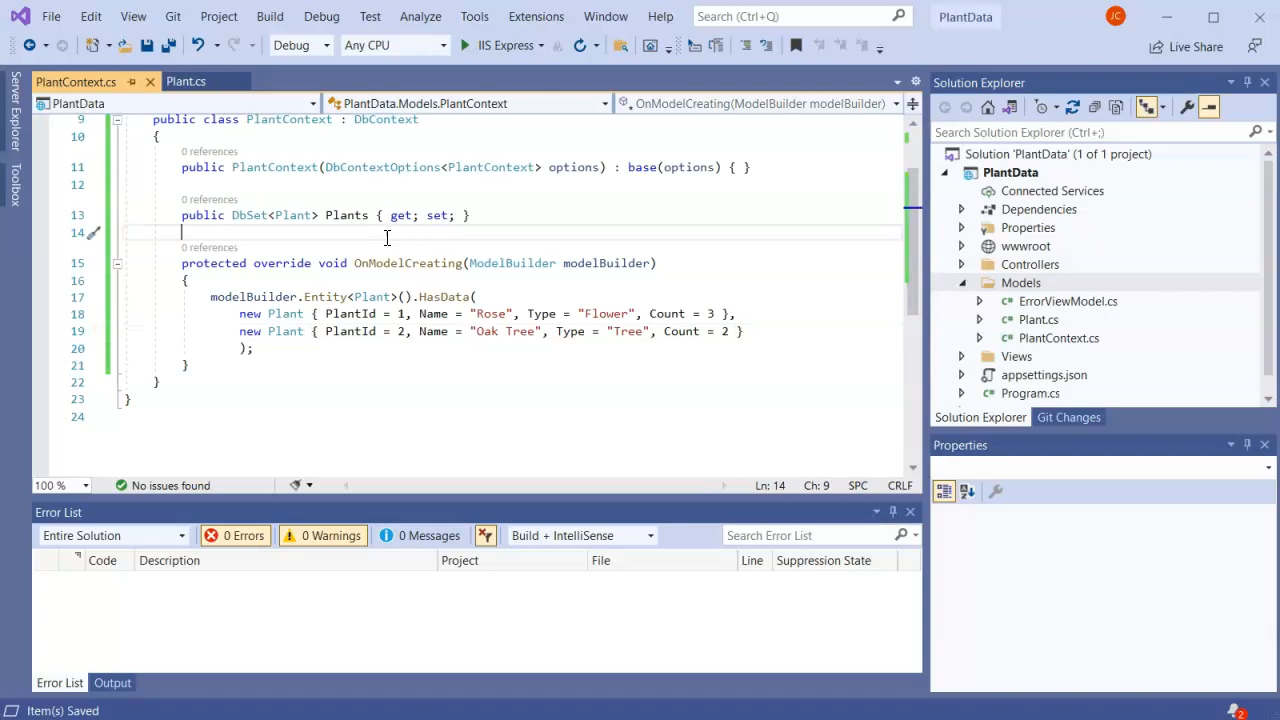 File Edit View Git Project Build Debug Test Analyze Tools Extensions Window Help Search (Ctrl+Q) PlantData JC
Debug Any CPU IIS Express Live Share
Server Explorer
Toolbox
PlantContext.cs Plant.cs
PlantData PlantData.Models.PlantContext OnModelCreating(ModelBuilder modelBuilder)
9 public class PlantContext : DbContext
10 {
0 references
11 public PlantContext(DbContextOptions<PlantContext> options) : base(options) { }
12
0 references
13 public DbSet<Plant> Plants { get; set; }
14
0 references
15 protected override void OnModelCreating(ModelBuilder modelBuilder)
16 {
17 modelBuilder.Entity<Plant>().HasData(
18 new Plant { PlantId = 1, Name = "Rose", Type = "Flower", Count = 3 },
19 new Plant { PlantId = 2, Name = "Oak Tree", Type = "Tree", Count = 2 }
20 );
21 }
22 }
23 }
24
100 % No issues found Ln: 14 Ch: 9 SPC CRLF
Error List
Entire Solution 0 Errors 0 Warnings 0 Messages Build + IntelliSense Search Error List
Code Description Project File Line Suppression State
Error List Output
Solution Explorer
Search Solution Explorer (Ctrl+;)
Solution 'PlantData' (1 of 1 project)
PlantData
Connected Services
Dependencies
Properties
wwwroot
Controllers
Models
ErrorViewModel.cs
Plant.cs
PlantContext.cs
Views
appsettings.json
Program.cs
Solution Explorer Git Changes
Properties
Item(s) Saved 2